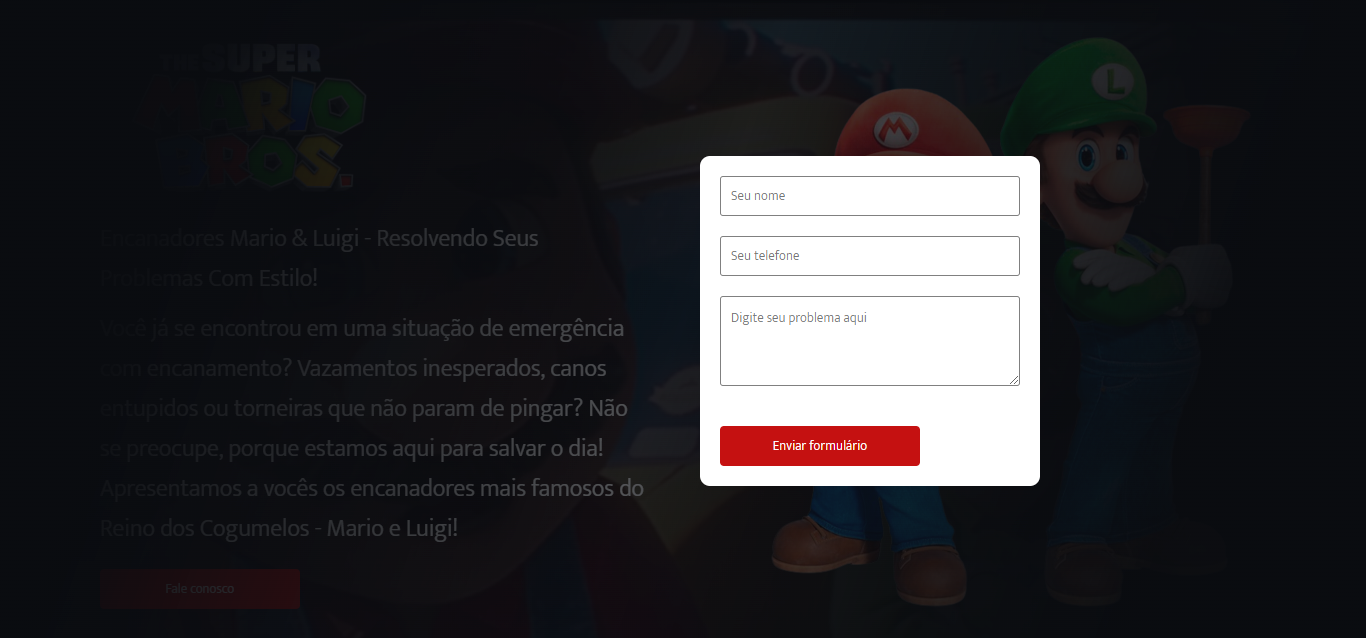 THE SUPER
MARIO
BROS.
Encanadores Mario & Luigi - Resolvendo Seus
Problemas Com Estilo!
Você já se encontrou em uma situação de emergência
com encanamento? Vazamentos inesperados, canos
entupidos ou torneiras que não param de pingar? Não
se preocupe, porque estamos aqui para salvar o dia!
Apresentamos a vocês os encanadores mais famosos do
Reino dos Cogumelos - Mario e Luigi!
Fale conosco
M
L
Seu nome
Seu telefone
Digite seu problema aqui
Enviar formulário